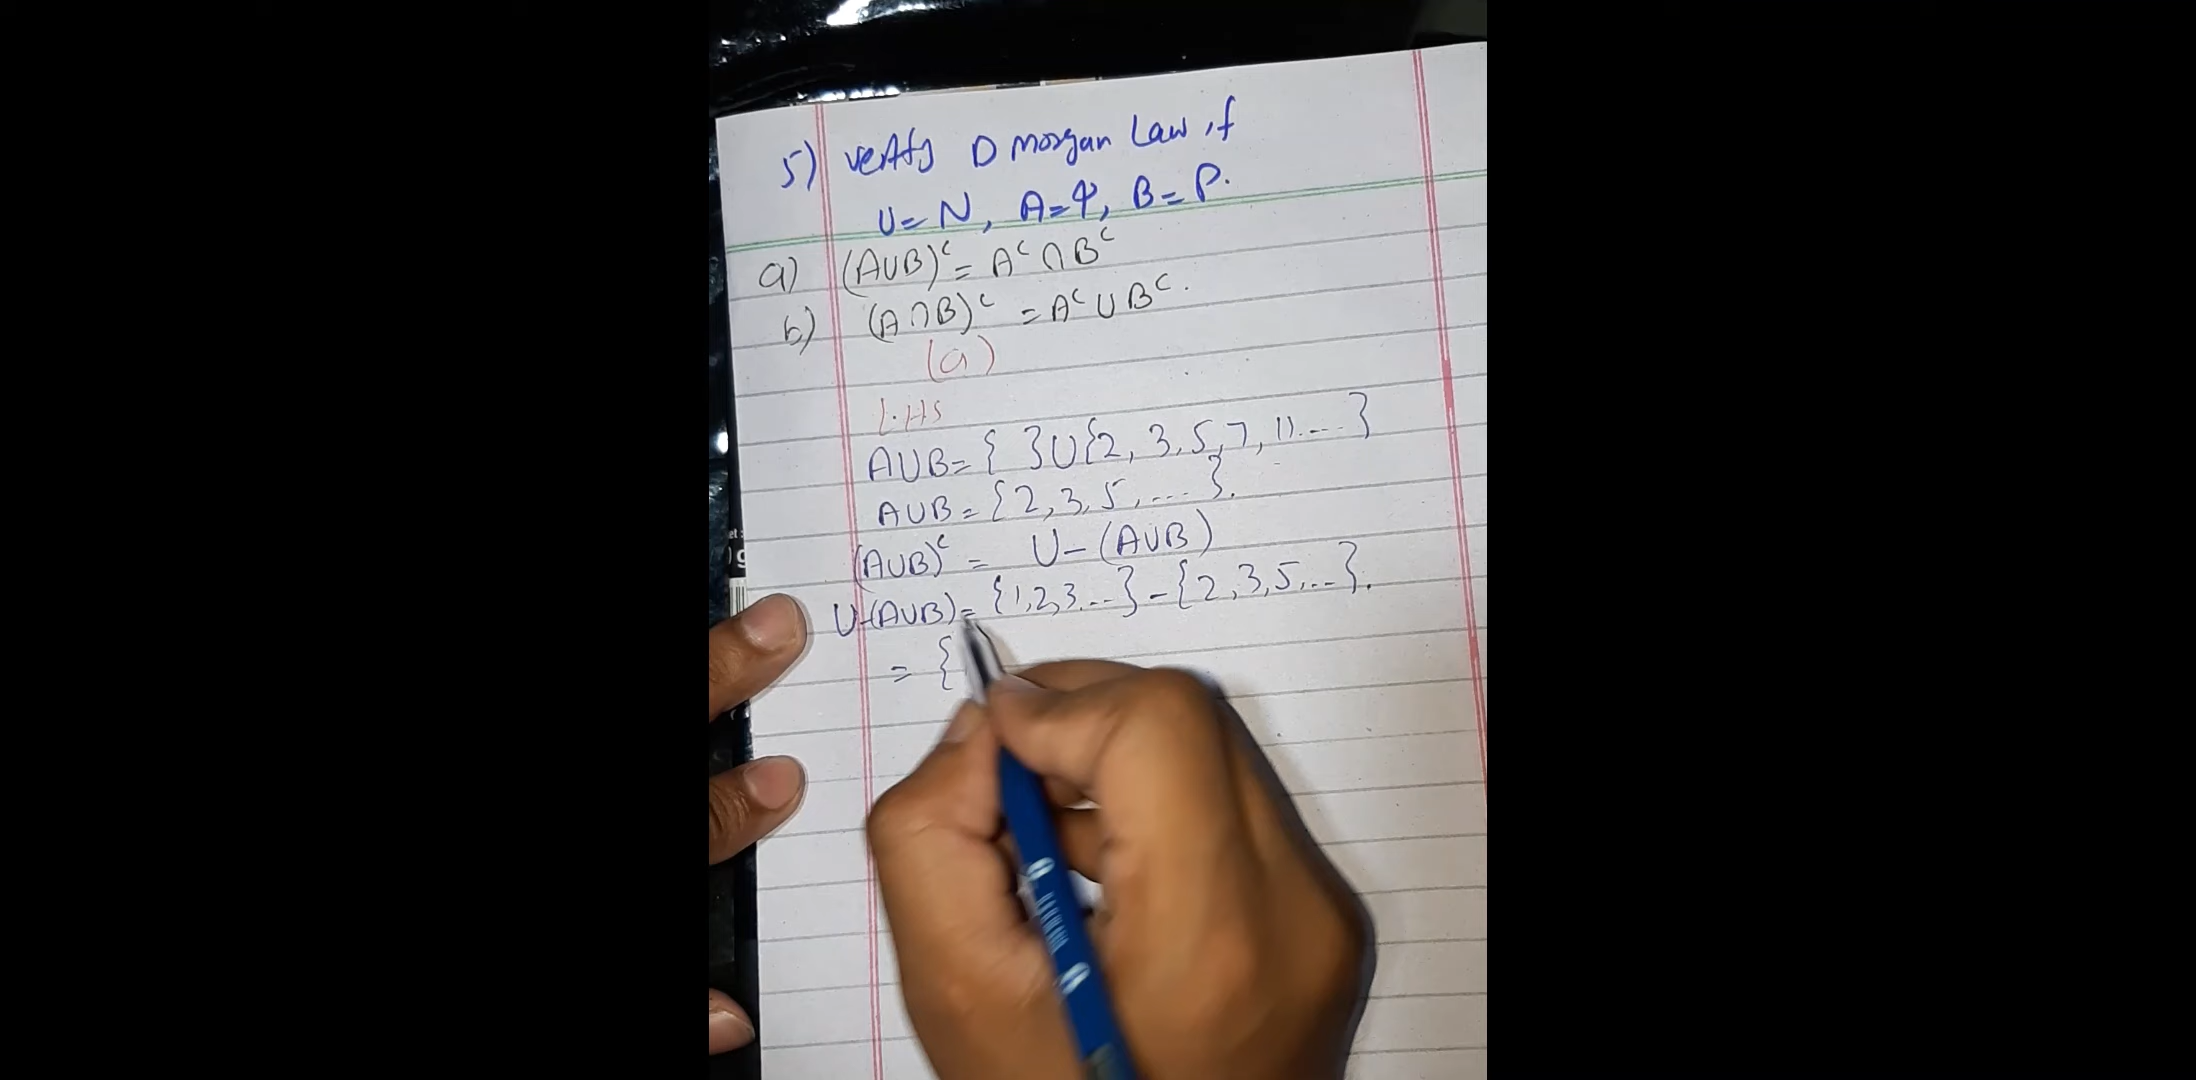 5) verify D morgan Law if
U = N, A = φ, B = P.
a) (A∪B)ᶜ = Aᶜ ∩ Bᶜ
b) (A∩B)ᶜ = Aᶜ ∪ Bᶜ.
(a)
L.HS
A∪B = { }∪{2, 3, 5, 7, 11....}
A∪B = {2, 3, 5, ....}.
(A∪B)ᶜ = U − (A∪B)
U−(A∪B) = {1,2,3...} − {2,3,5,...}.
= {